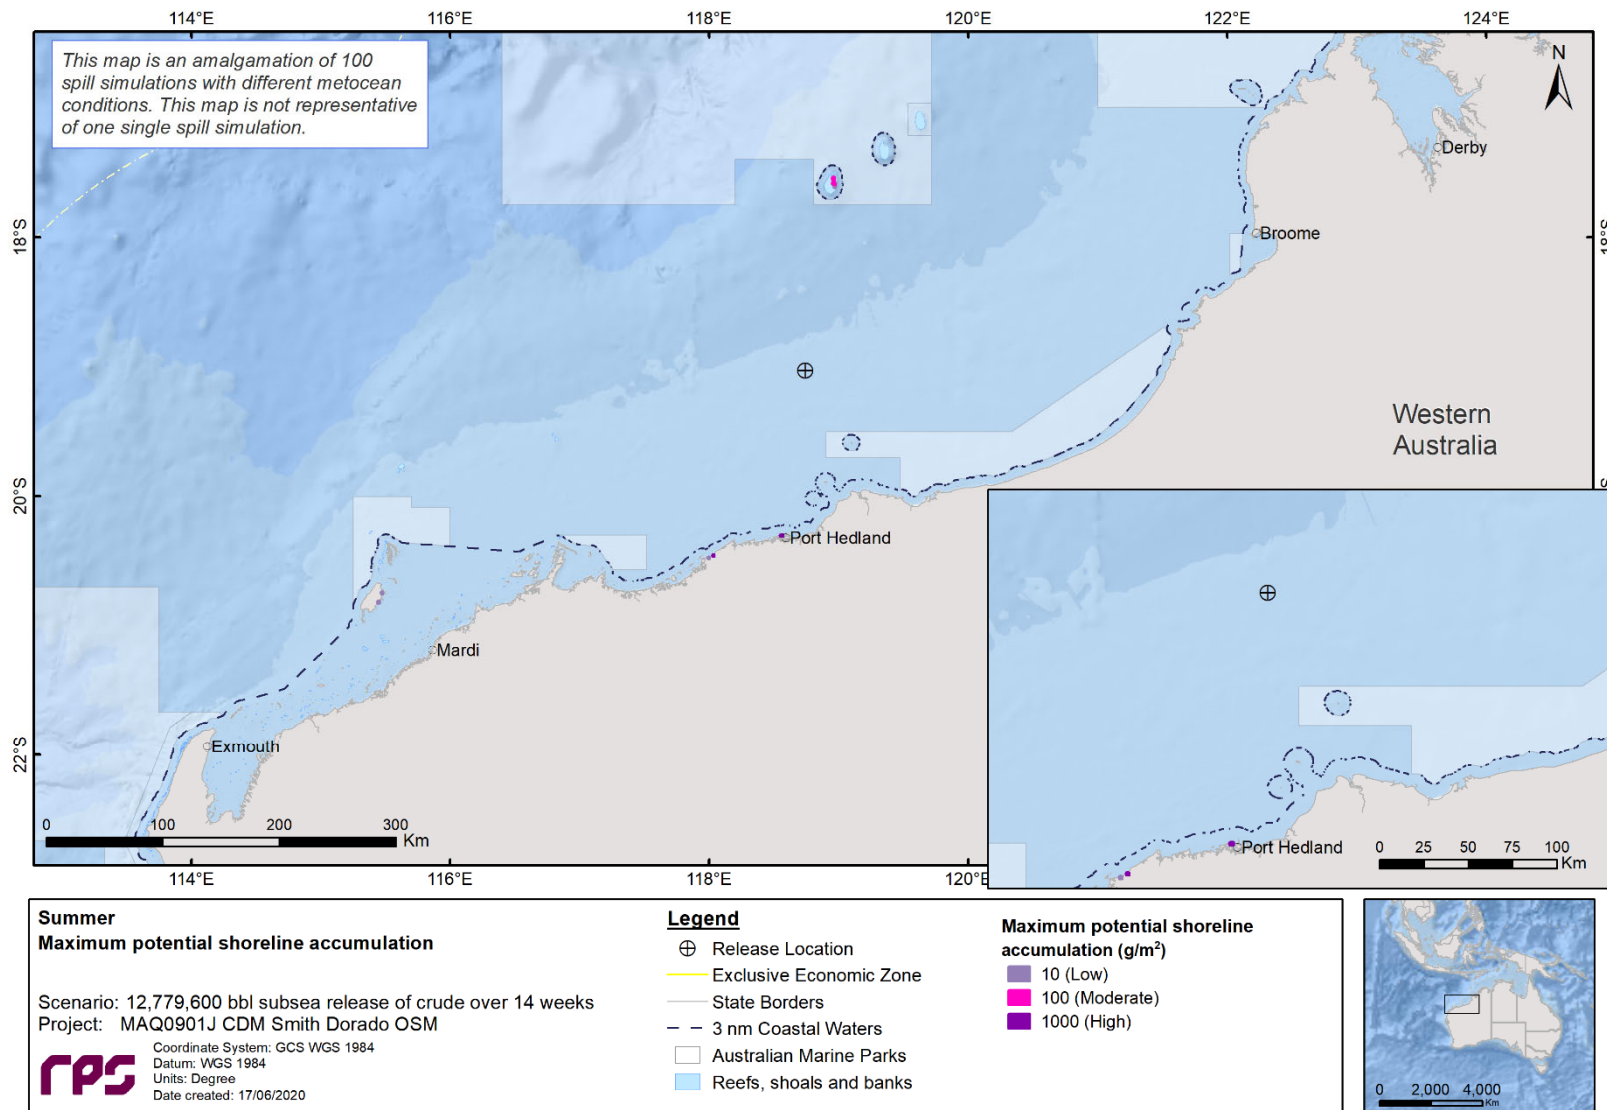 114°E 116°E 118°E 120°E 122°E 124°E
This map is an amalgamation of 100
spill simulations with different metocean
conditions. This map is not representative
of one single spill simulation.
N
Derby
18°S
Broome
18°S
Western
Australia
20°S
°S
Port Hedland
Mardi
Exmouth
22°S
0 100 200 300
Km
Port Hedland
0 25 50 75 100
Km
114°E 116°E 118°E 120°E
Summer
Maximum potential shoreline accumulation
Scenario: 12,779,600 bbl subsea release of crude over 14 weeks
Project: MAQ0901J CDM Smith Dorado OSM
rps
Coordinate System: GCS WGS 1984
Datum: WGS 1984
Units: Degree
Date created: 17/06/2020
Legend
Release Location
Exclusive Economic Zone
State Borders
3 nm Coastal Waters
Australian Marine Parks
Reefs, shoals and banks
Maximum potential shoreline
accumulation (g/m²)
10 (Low)
100 (Moderate)
1000 (High)
0 2,000 4,000
Km